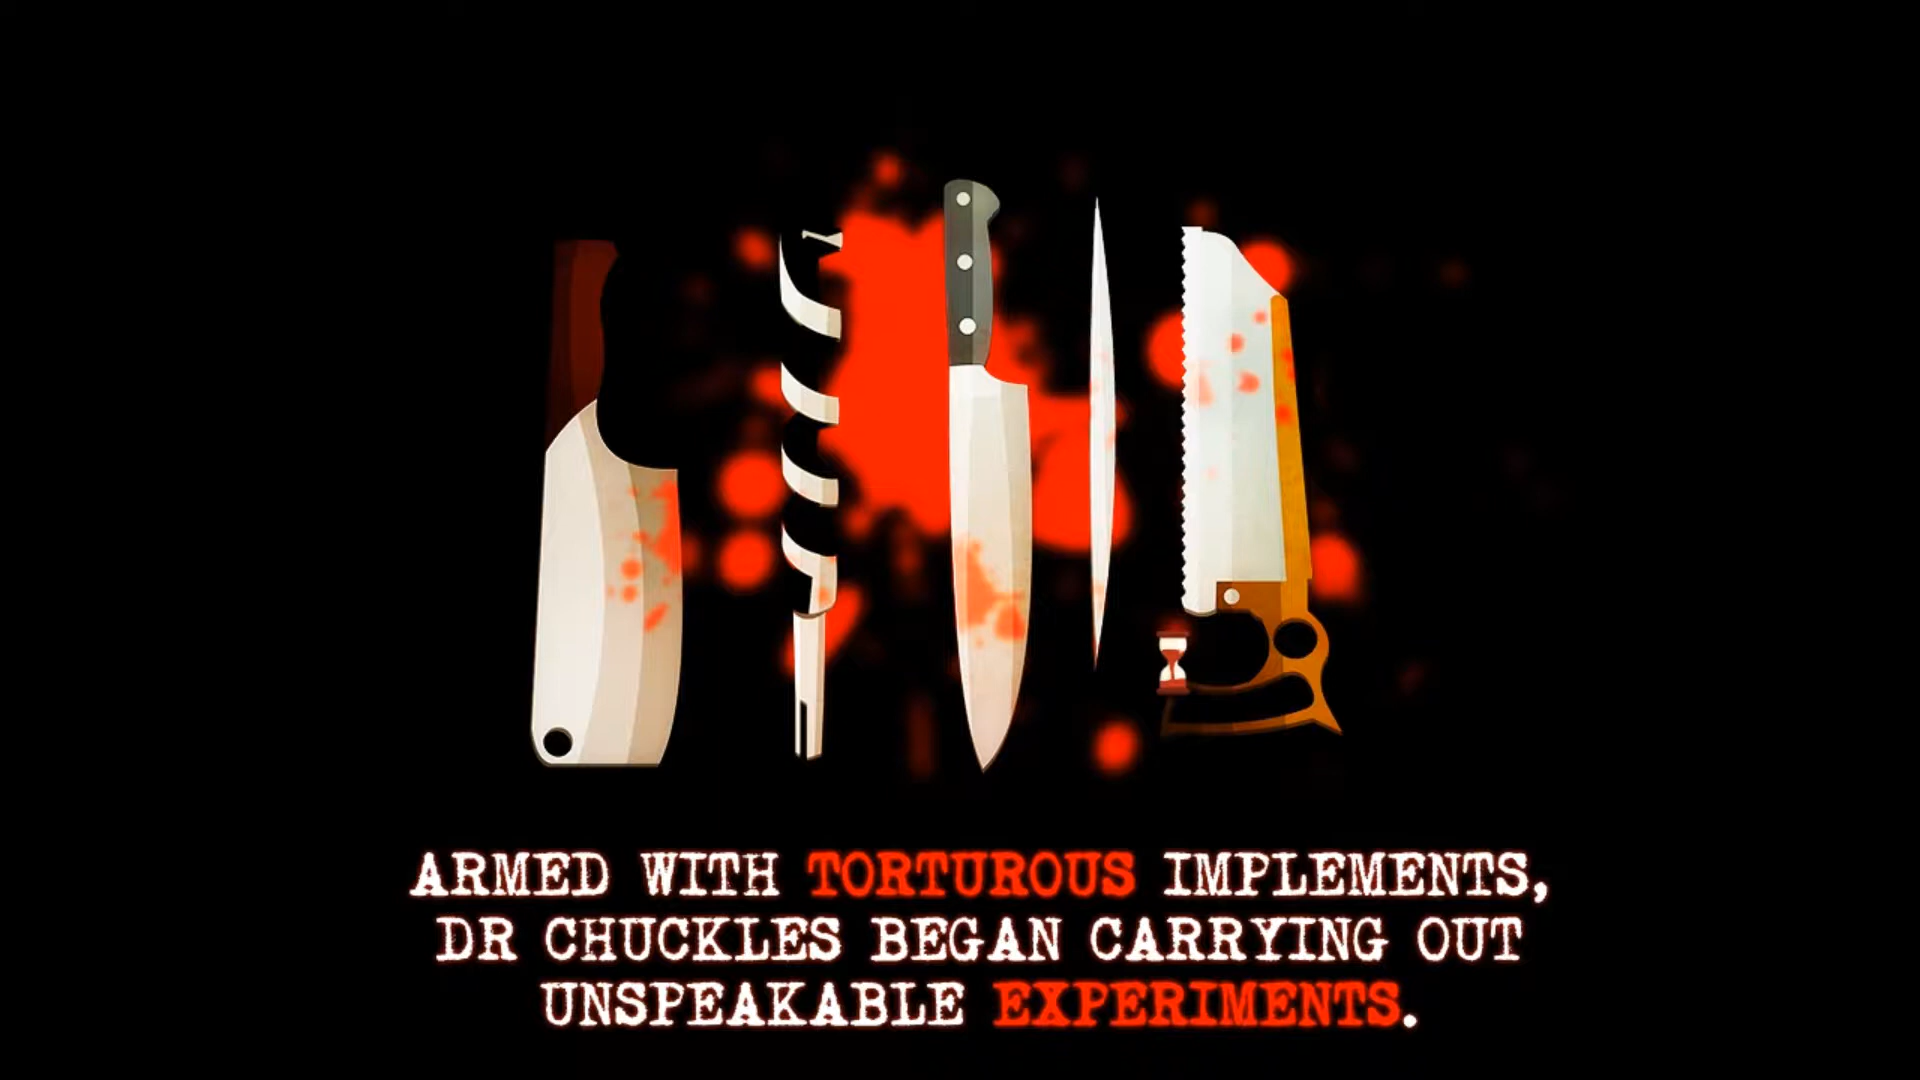 ARMED WITH TORTUROUS IMPLEMENTS,
DR CHUCKLES BEGAN CARRYING OUT
UNSPEAKABLE EXPERIMENTS.